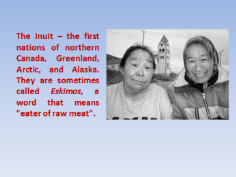 The Inuit – the first
nations of northern
Canada, Greenland,
Arctic, and Alaska.
They are sometimes
called Eskimos, a
word that means
"eater of raw meat".